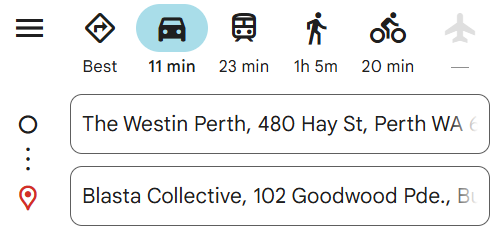 Best 11 min 23 min 1h 5m 20 min —
The Westin Perth, 480 Hay St, Perth WA
Blasta Collective, 102 Goodwood Pde.,